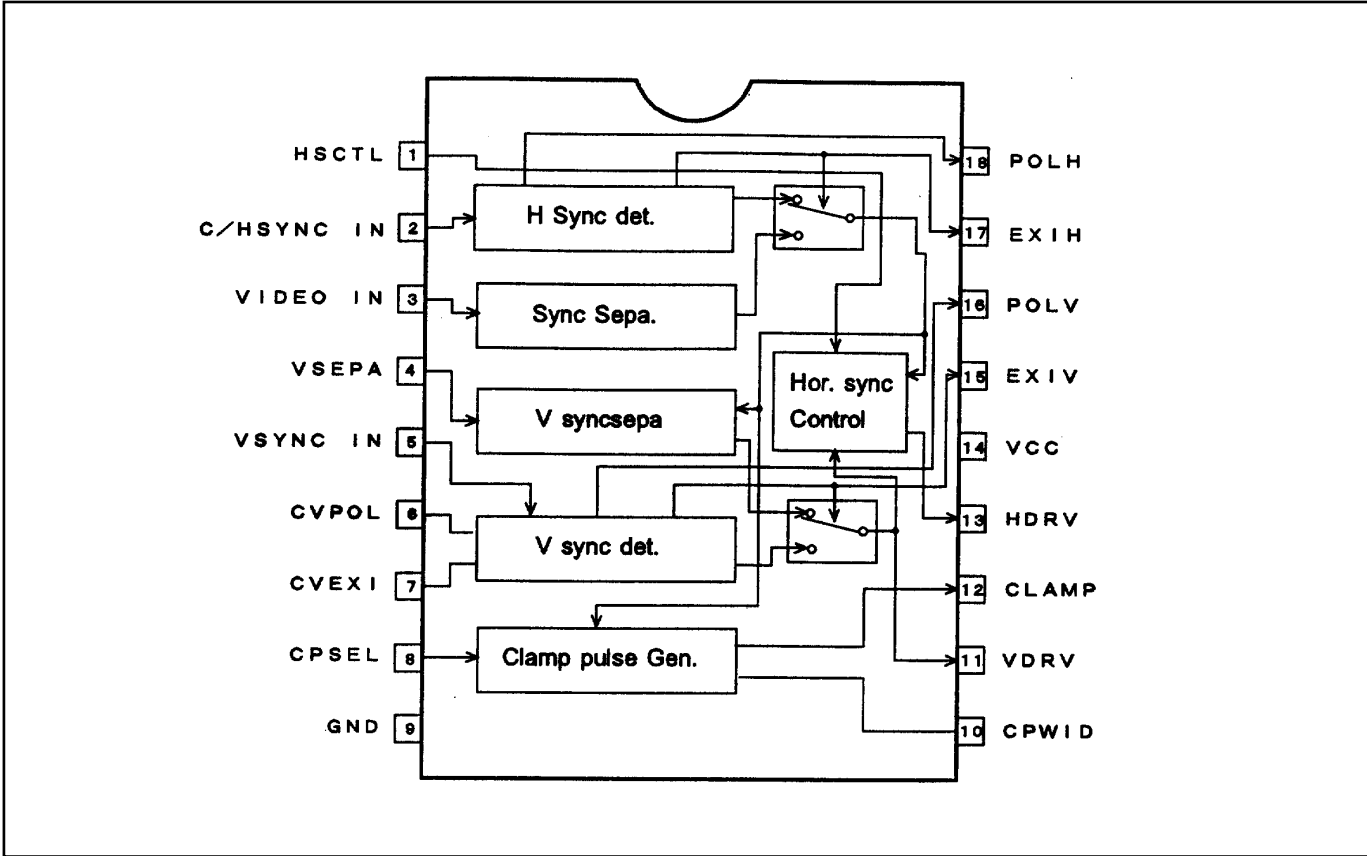 HSCTL 1
C/HSYNC IN 2
VIDEO IN 3
VSEPA 4
VSYNC IN 5
CVPOL 6
CVEXI 7
CPSEL 8
GND 9
H Sync det.
Sync Sepa.
V syncsepa
V sync det.
Clamp pulse Gen.
Hor. sync
Control
18 POLH
17 EXIH
16 POLV
15 EXIV
14 VCC
13 HDRV
12 CLAMP
11 VDRV
10 CPWID